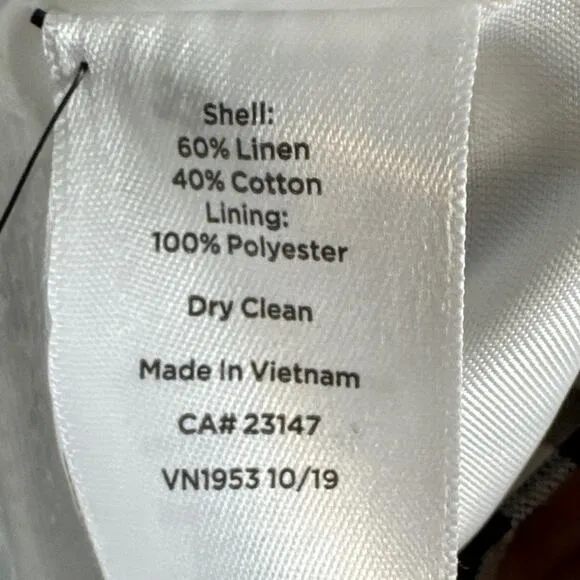 Shell:
60% Linen
40% Cotton
Lining:
100% Polyester
Dry Clean
Made In Vietnam
CA# 23147
VN1953 10/19